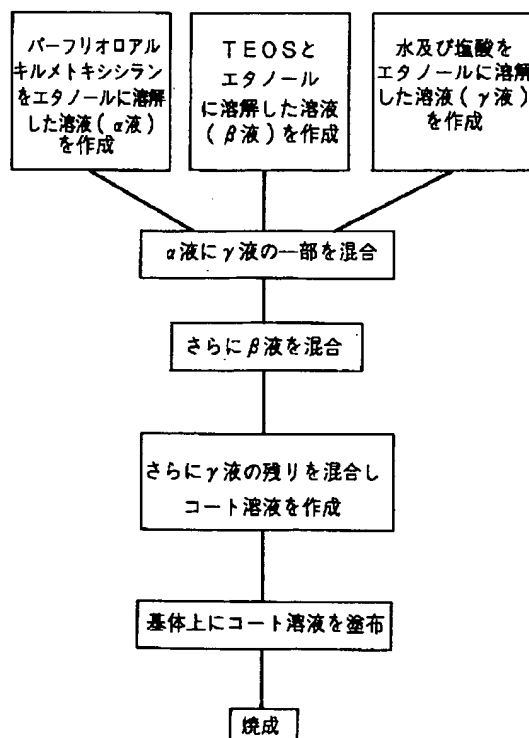 パーフリオロアル
キルメトキシシラン
をエタノールに溶解
した溶液(α液)
を作成
TEOSと
エタノール
に溶解した溶液
(β液)を作成
水及び塩酸を
エタノールに溶解
した溶液(γ液)
を作成
α液にγ液の一部を混合
さらにβ液を混合
さらにγ液の残りを混合し
コート溶液を作成
基体上にコート溶液を塗布
焼成